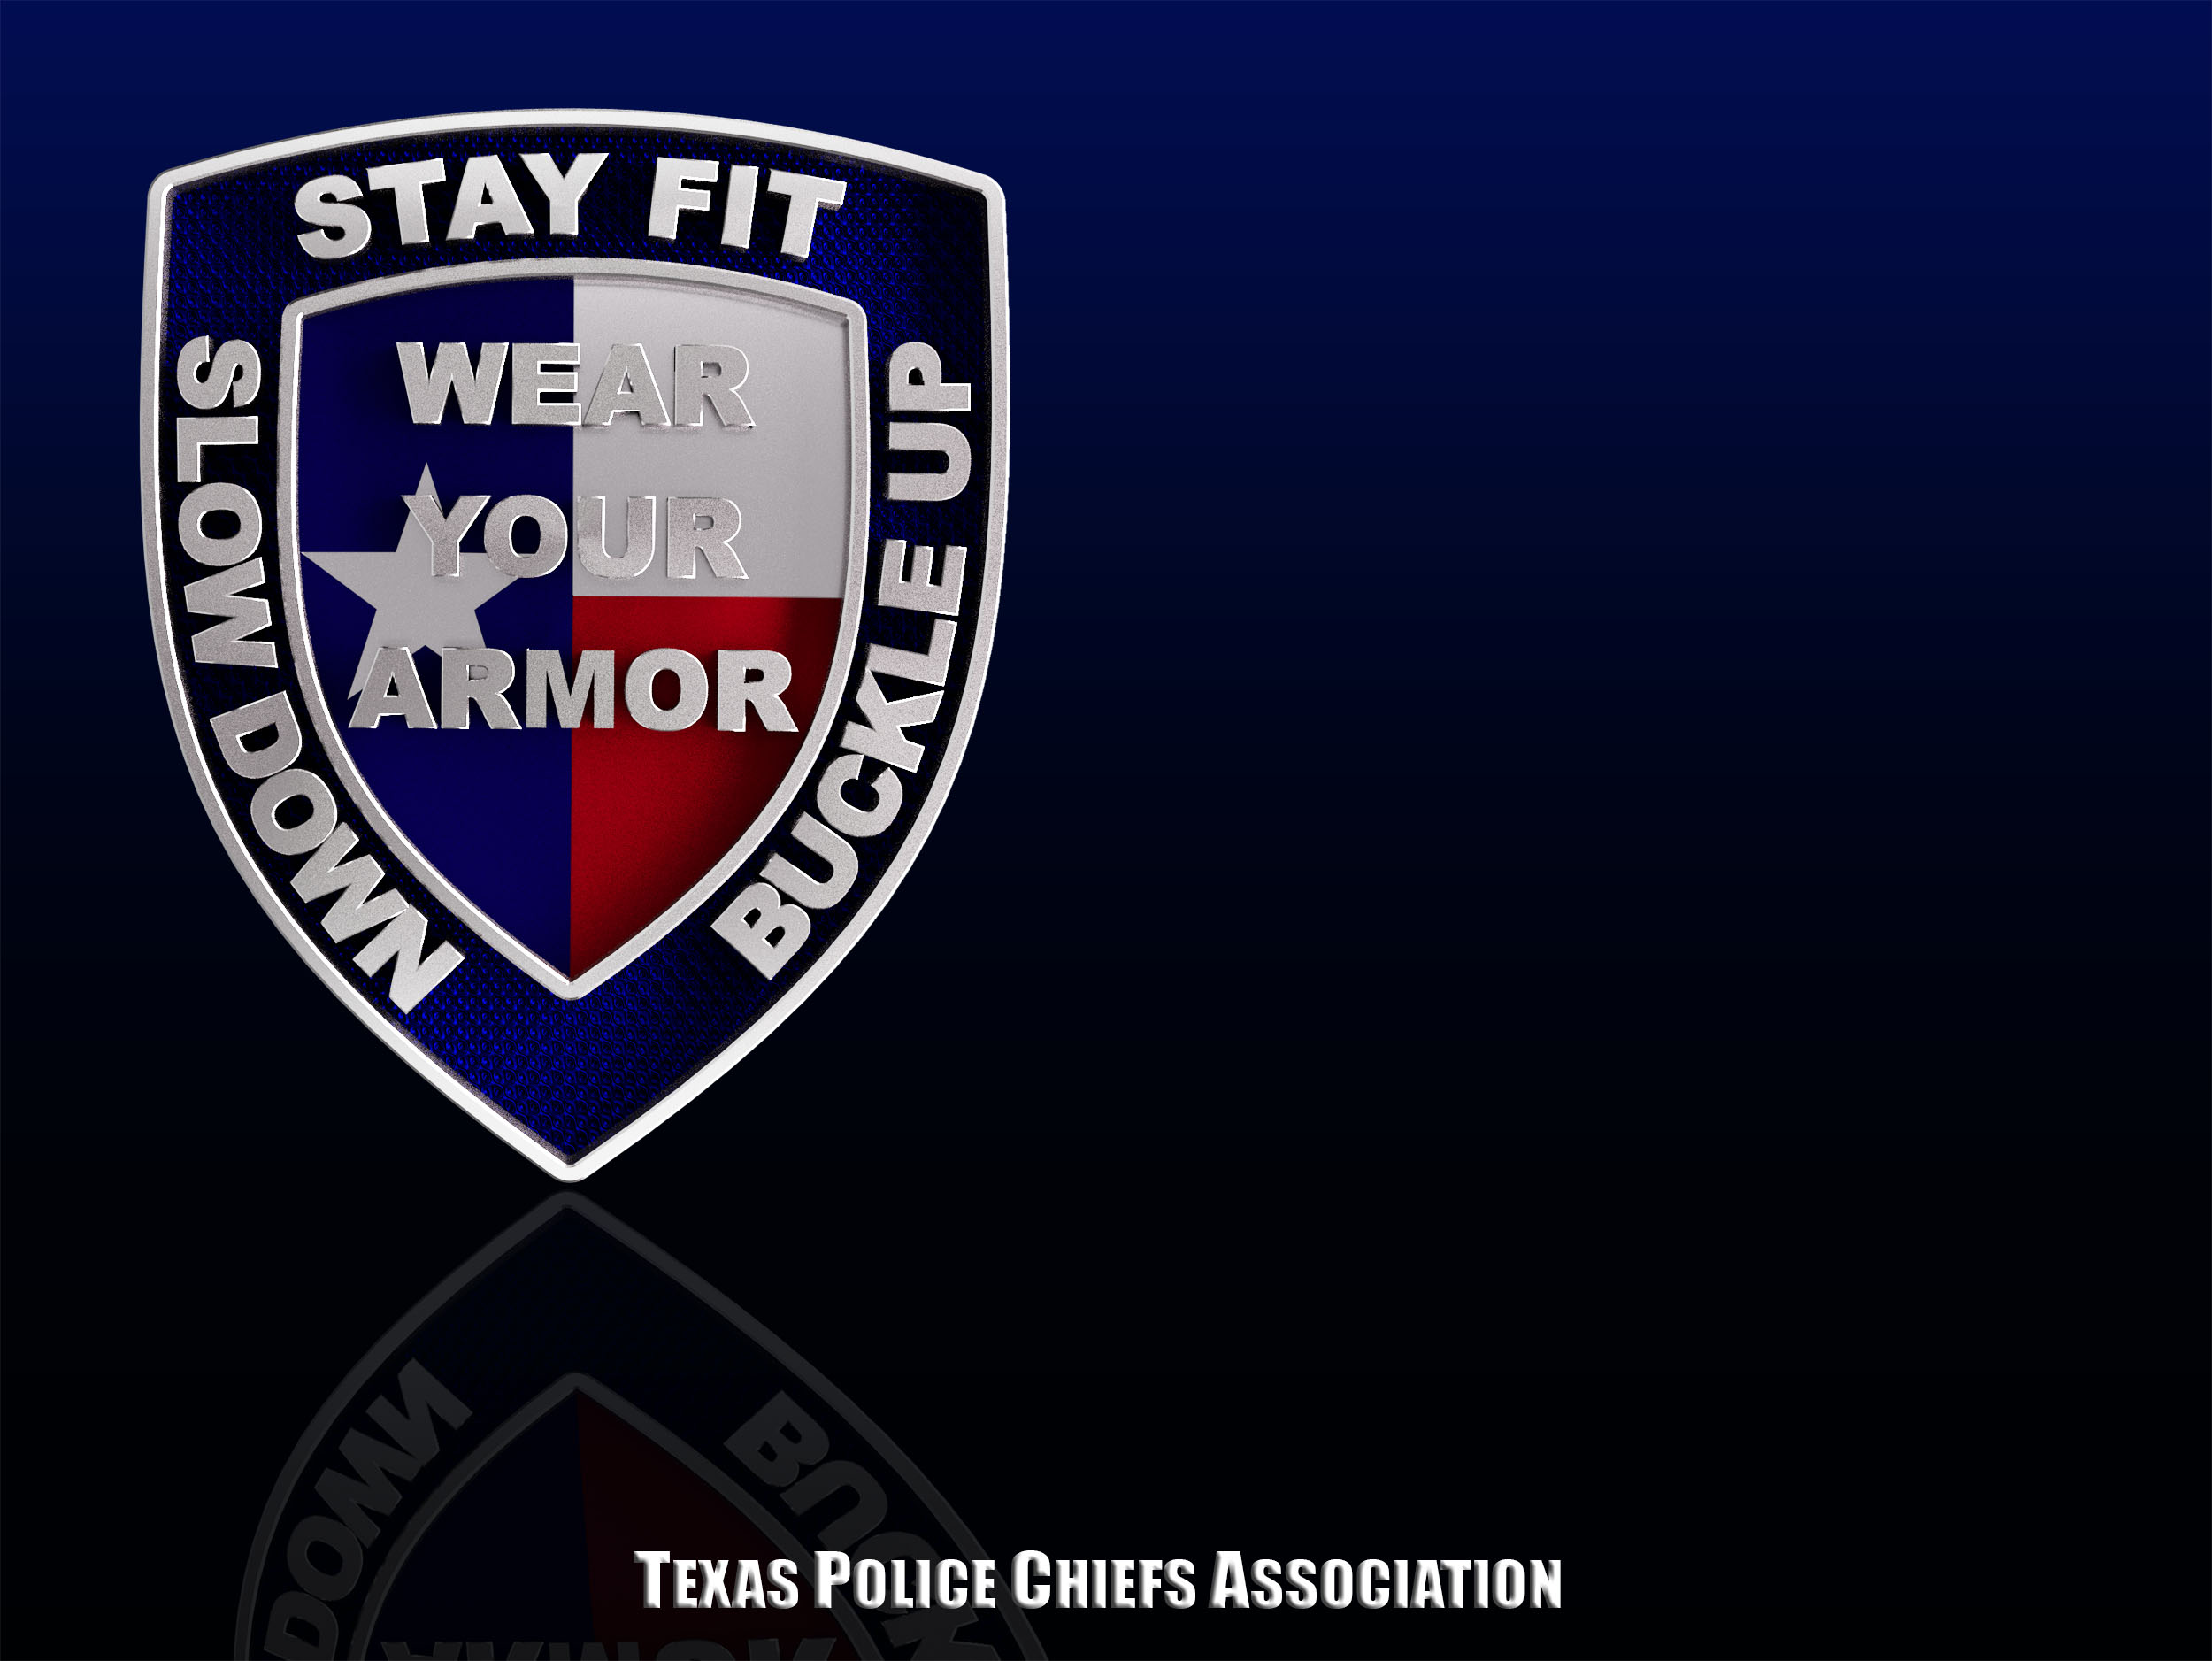 STAY FIT
SLOW DOWN
WEAR
YOUR
ARMOR
BUCKLE UP
TEXAS POLICE CHIEFS ASSOCIATION